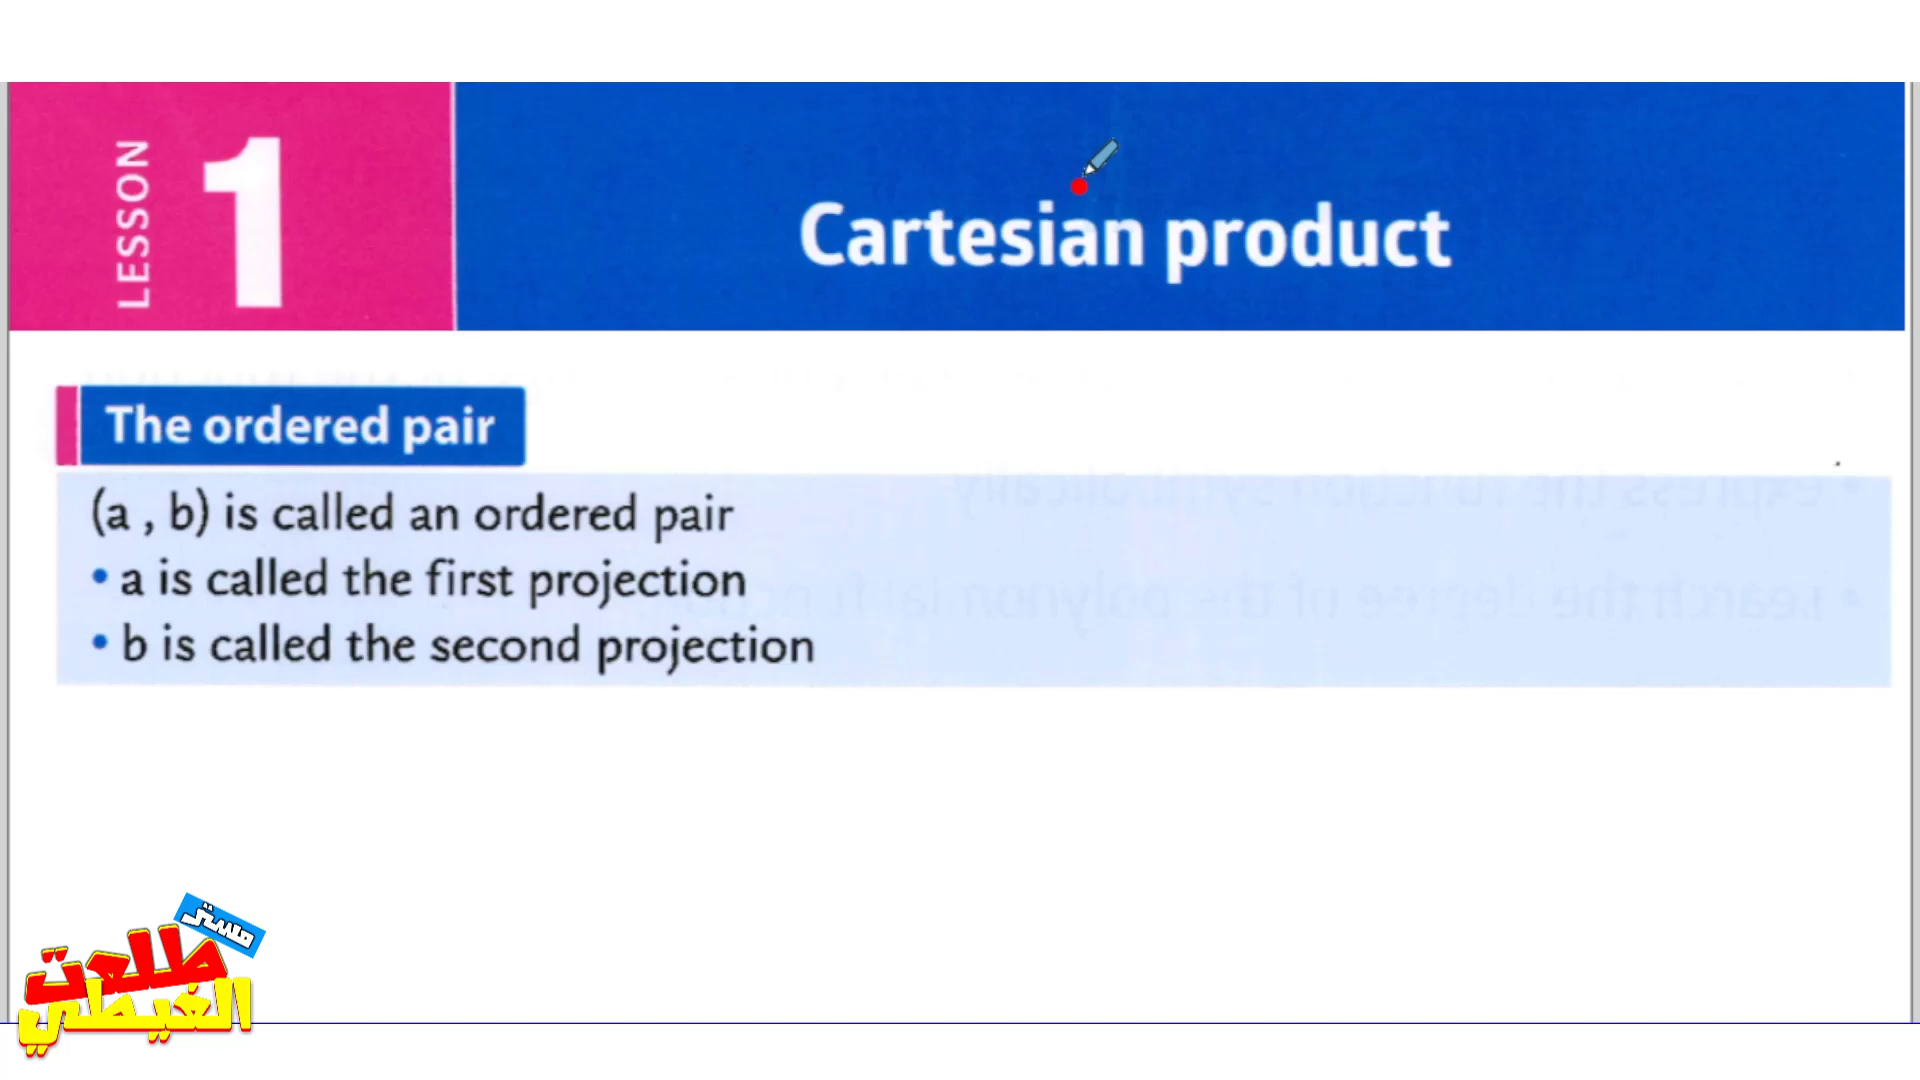 LESSON
1
Cartesian product
The ordered pair
(a , b) is called an ordered pair
• a is called the first projection
• b is called the second projection
مستر
طلعت
الغيطي